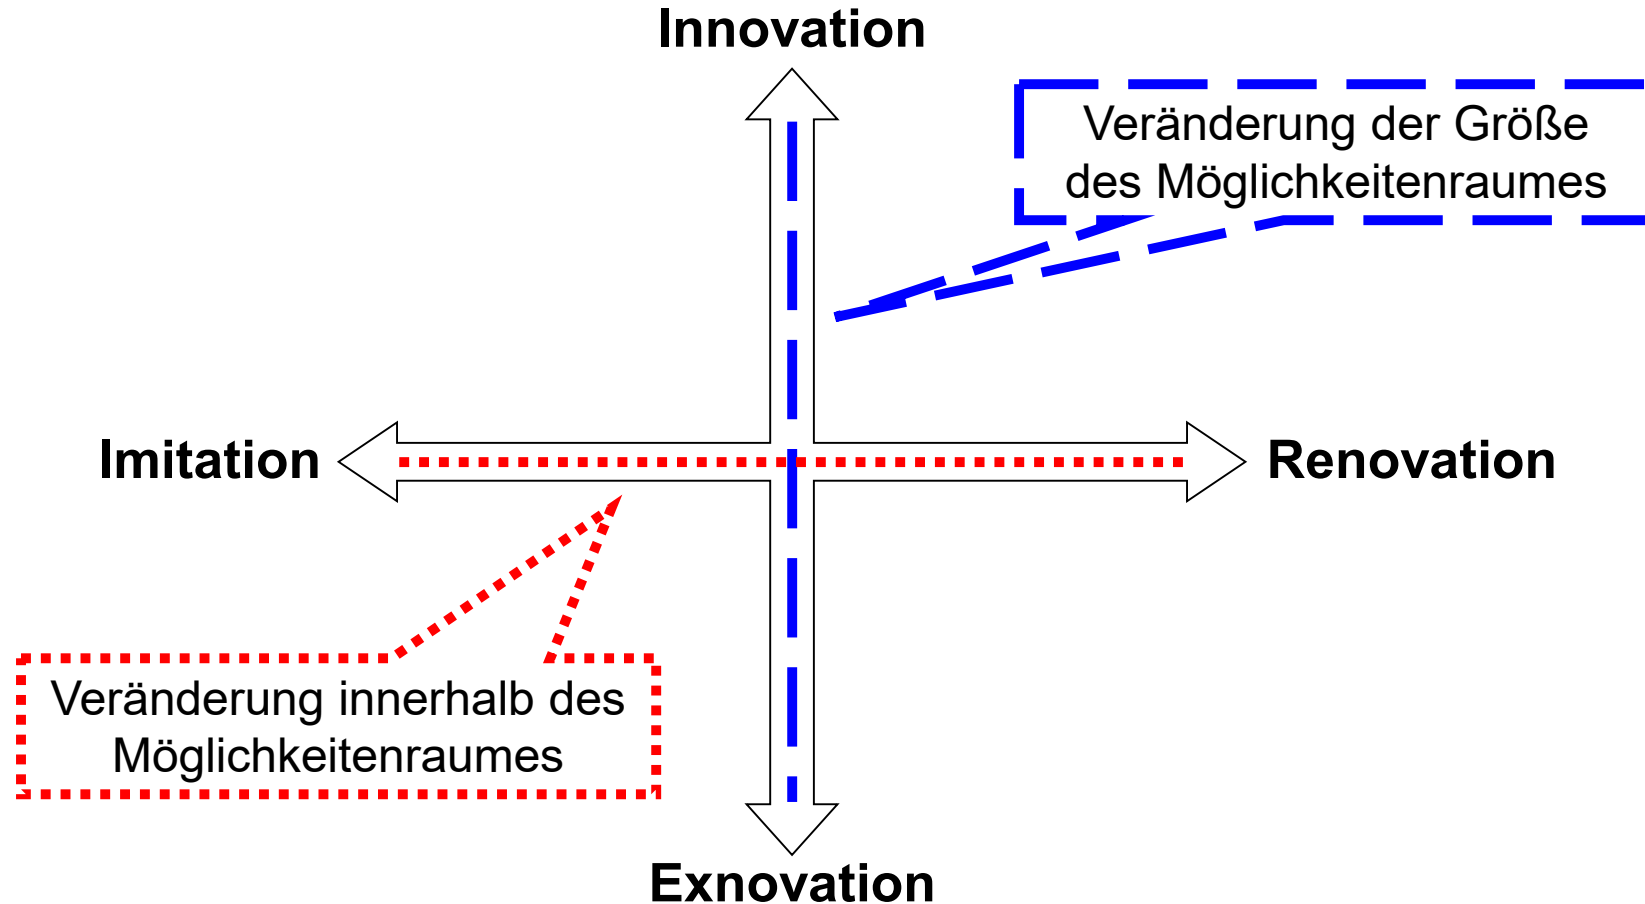 Innovation
Veränderung der Größe
des Möglichkeitenraumes
Imitation
Renovation
Veränderung innerhalb des
Möglichkeitenraumes
Exnovation